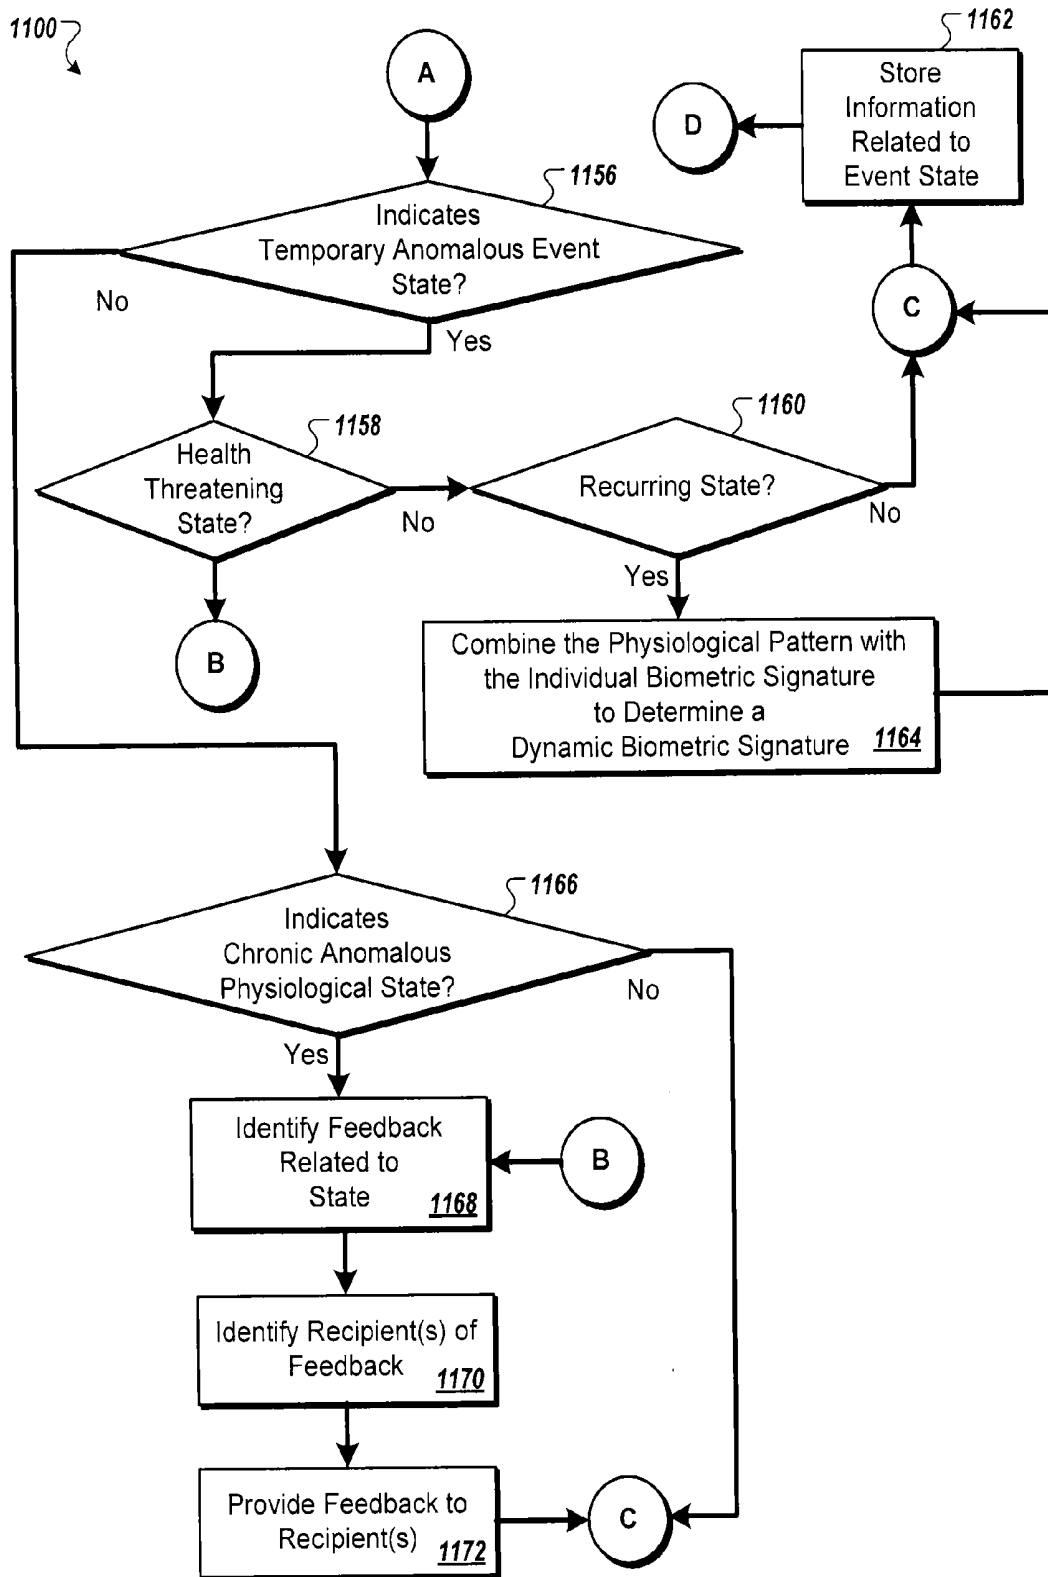 1100
A
1162
Store
Information
Related to
Event State
D
1156
Indicates
Temporary Anomalous Event
State?
No
Yes
C
1158
Health
Threatening
State?
No
1160
Recurring State?
No
Yes
B
Combine the Physiological Pattern with
the Individual Biometric Signature
to Determine a
Dynamic Biometric Signature
1164
1166
Indicates
Chronic Anomalous
Physiological State?
No
Yes
Identify Feedback
Related to
State
1168
B
Identify Recipient(s) of
Feedback
1170
Provide Feedback to
Recipient(s)
1172
C